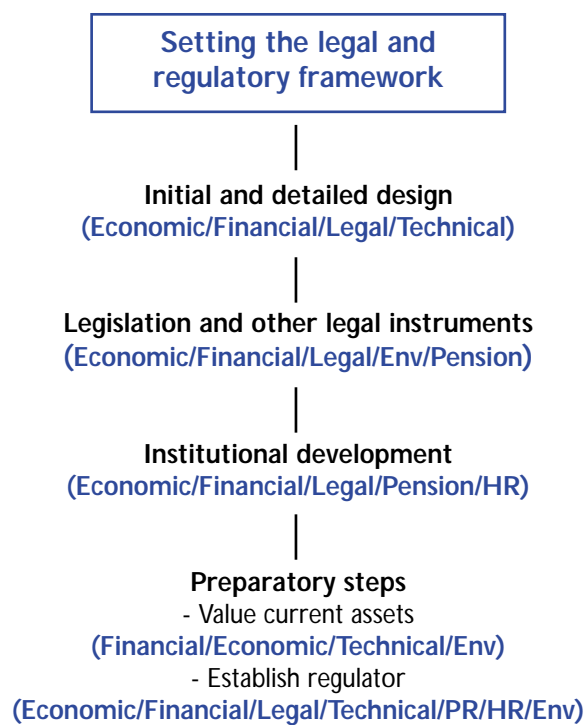 Setting the legal and
regulatory framework
Initial and detailed design
(Economic/Financial/Legal/Technical)
Legislation and other legal instruments
(Economic/Financial/Legal/Env/Pension)
Institutional development
(Economic/Financial/Legal/Pension/HR)
Preparatory steps
- Value current assets
(Financial/Economic/Technical/Env)
- Establish regulator
(Economic/Financial/Legal/Technical/PR/HR/Env)